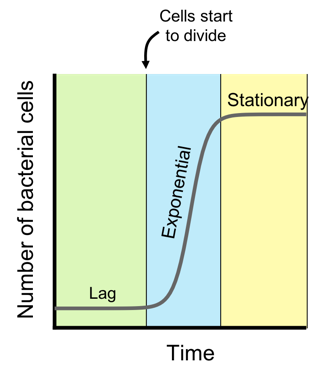 Cells start
to divide
Number of bacterial cells
Stationary
Exponential
Lag
Time